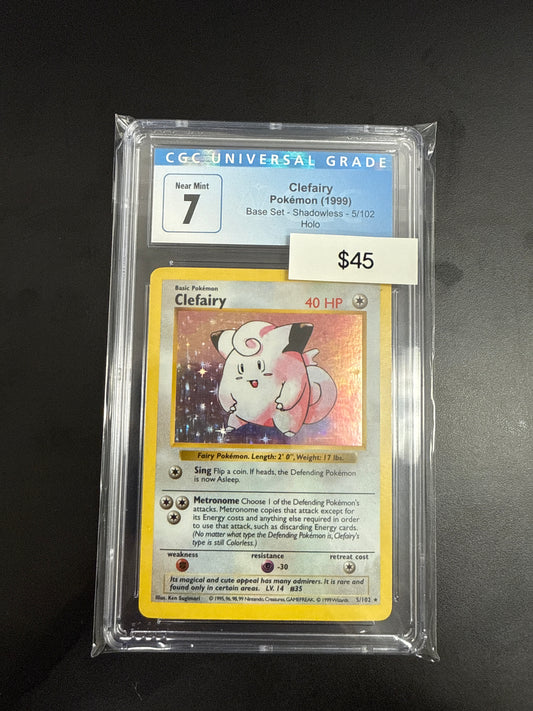 CGC UNIVERSAL GRADE
Near Mint
7
Clefairy
Pokémon (1999)
Base Set - Shadowless - 5/102
Holo
$45
Basic Pokémon
Clefairy 40 HP
Fairy Pokémon. Length: 2' 0", Weight: 17 lbs.
Sing Flip a coin. If heads, the Defending Pokémon
is now Asleep.
Metronome Choose 1 of the Defending Pokémon's
attacks. Metronome copies that attack except for
its Energy costs and anything else required in order
to use that attack, such as discarding Energy cards.
(No matter what type the Defending Pokémon is, Clefairy's
type is still Colorless.)
weakness resistance retreat cost
-30
Its magical and cute appeal has many admirers. It is rare and
found only in certain areas. LV. 14 #35
Illus. Ken Sugimori © 1995, 96, 98, 99 Nintendo, Creatures, GAMEFREAK. © 1999 Wizards. 5/102 ★